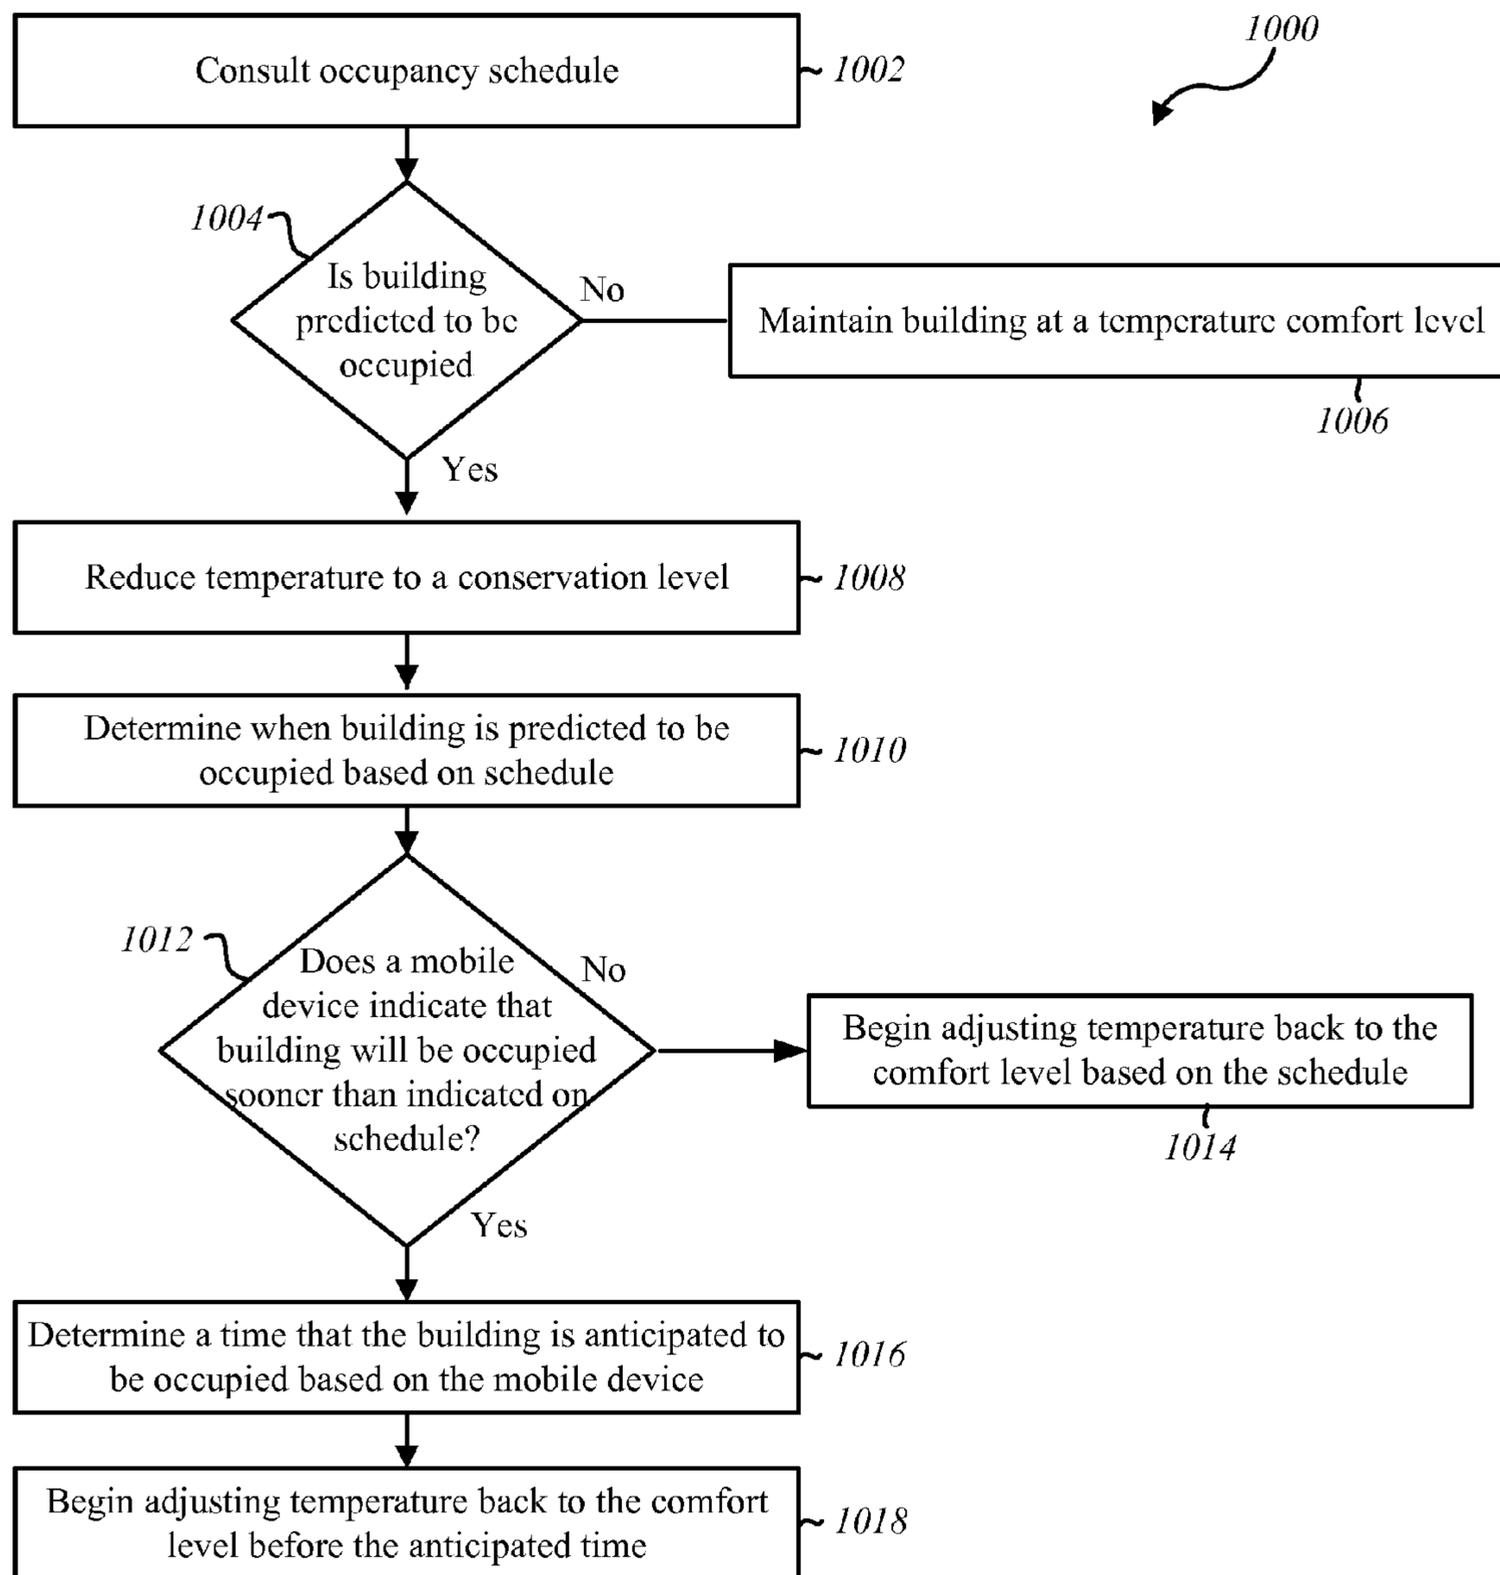 1000
Consult occupancy schedule
1002
1004
Is building
predicted to be
occupied
No
Maintain building at a temperature comfort level
1006
Yes
Reduce temperature to a conservation level
1008
Determine when building is predicted to be
occupied based on schedule
1010
1012
Does a mobile
device indicate that
building will be occupied
sooner than indicated on
schedule?
No
Begin adjusting temperature back to the
comfort level based on the schedule
1014
Yes
Determine a time that the building is anticipated to
be occupied based on the mobile device
1016
Begin adjusting temperature back to the comfort
level before the anticipated time
1018